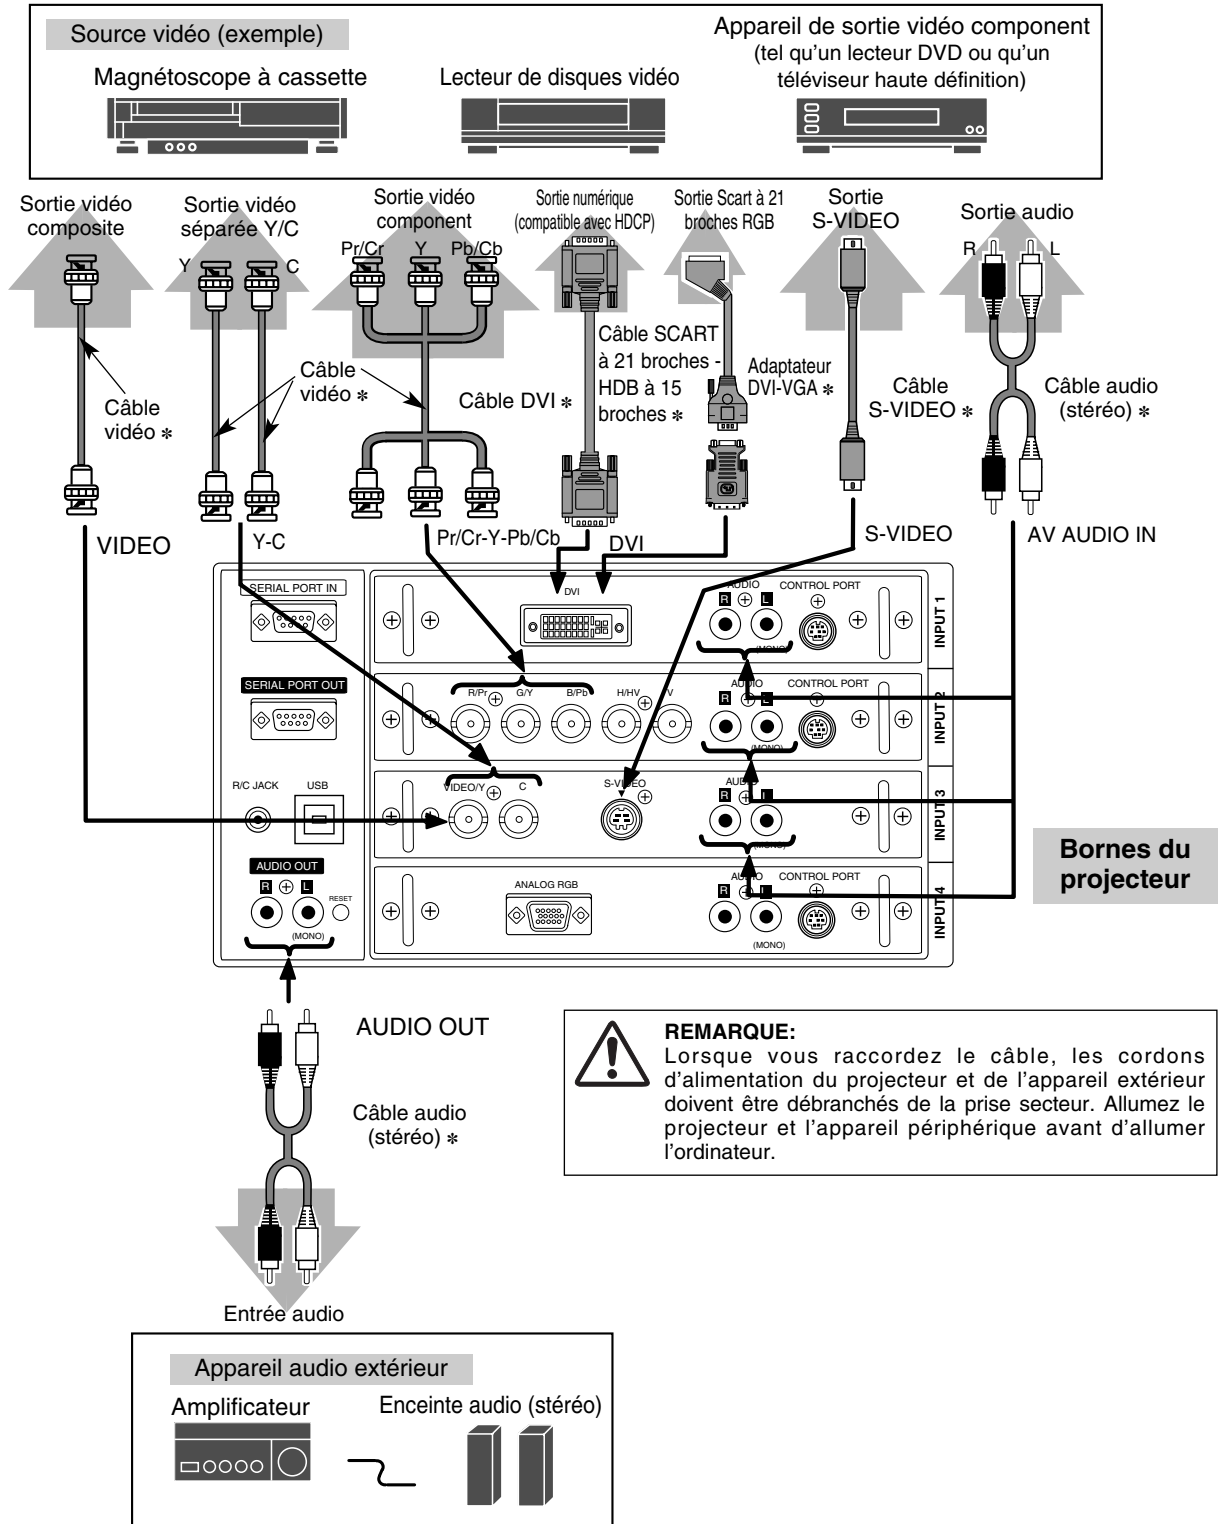 Source vidéo (exemple)
Appareil de sortie vidéo component
(tel qu'un lecteur DVD ou qu'un
téléviseur haute définition)
Magnétoscope à cassette
Lecteur de disques vidéo
Sortie vidéo
composite
Sortie vidéo
séparée Y/C
Sortie vidéo
component
Sortie numérique
(compatible avec HDCP)
Sortie Scart à 21
broches RGB
Sortie
S-VIDEO
Sortie audio
Y
C
Pr/Cr
Y
Pb/Cb
R
L
Câble
vidéo *
Câble
vidéo *
Câble DVI *
Câble SCART
à 21 broches -
HDB à 15
broches *
Adaptateur
DVI-VGA *
Câble
S-VIDEO *
Câble audio
(stéréo) *
VIDEO
Y-C
Pr/Cr-Y-Pb/Cb
DVI
S-VIDEO
AV AUDIO IN
SERIAL PORT IN
DVI
AUDIO
CONTROL PORT
R
L
(MONO)
INPUT 1
SERIAL PORT OUT
R/Pr
G/Y
B/Pb
H/HV
V
AUDIO
CONTROL PORT
R
L
(MONO)
INPUT 2
R/C JACK
USB
VIDEO/Y
C
S-VIDEO
AUDIO
R
L
(MONO)
INPUT 3
AUDIO OUT
R
L
RESET
(MONO)
ANALOG RGB
AUDIO
CONTROL PORT
R
L
(MONO)
INPUT 4
Bornes du
projecteur
AUDIO OUT
Câble audio
(stéréo) *
REMARQUE:
Lorsque vous raccordez le câble, les cordons
d'alimentation du projecteur et de l'appareil extérieur
doivent être débranchés de la prise secteur. Allumez le
projecteur et l'appareil périphérique avant d'allumer
l'ordinateur.
Entrée audio
Appareil audio extérieur
Amplificateur
Enceinte audio (stéréo)